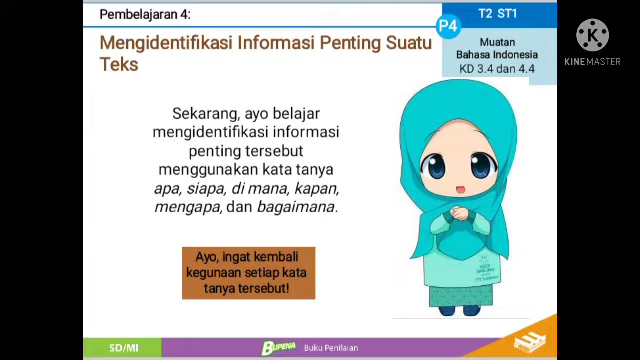 Pembelajaran 4:
T2 ST1
P4
Muatan
Bahasa Indonesia
KD 3.4 dan 4.4
KINEMASTER
Mengidentifikasi Informasi Penting Suatu
Teks
Sekarang, ayo belajar
mengidentifikasi informasi
penting tersebut
menggunakan kata tanya
apa, siapa, di mana, kapan,
mengapa, dan bagaimana.
Ayo, ingat kembali
kegunaan setiap kata
tanya tersebut!
SD/MI
BUPENA
Buku Penilaian